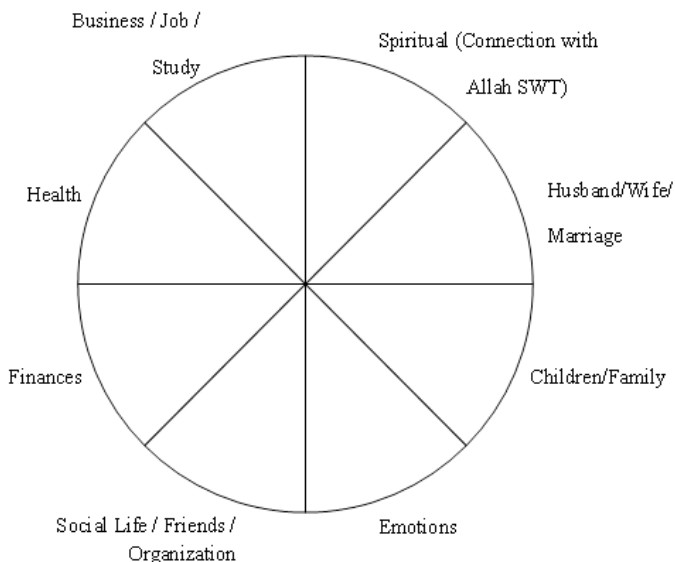 Business / Job /
Study
Spiritual (Connection with
Allah SWT)
Husband/Wife/
Marriage
Children/Family
Emotions
Social Life / Friends /
Organization
Finances
Health